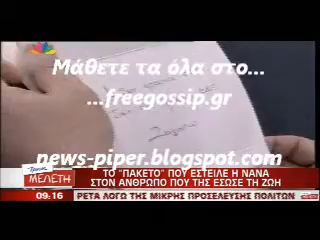 Μάθετε τα όλα στο...
...freegossip.gr
news-piper.blogspot.com
ΜΕΛΕΤΗ
ΤΟ "ΠΑΚΕΤΟ" ΠΟΥ ΕΣΤΕΙΛΕ Η ΝΑΝΑ
ΣΤΟΝ ΑΝΘΡΩΠΟ ΠΟΥ ΤΗΣ ΕΣΩΣΕ ΤΗ ΖΩΗ
09:16
ΡΕΤΑ ΛΟΓΩ ΤΗΣ ΜΙΚΡΗΣ ΠΡΟΣΕΛΕΥΣΗΣ ΠΟΛΙΤΩΝ